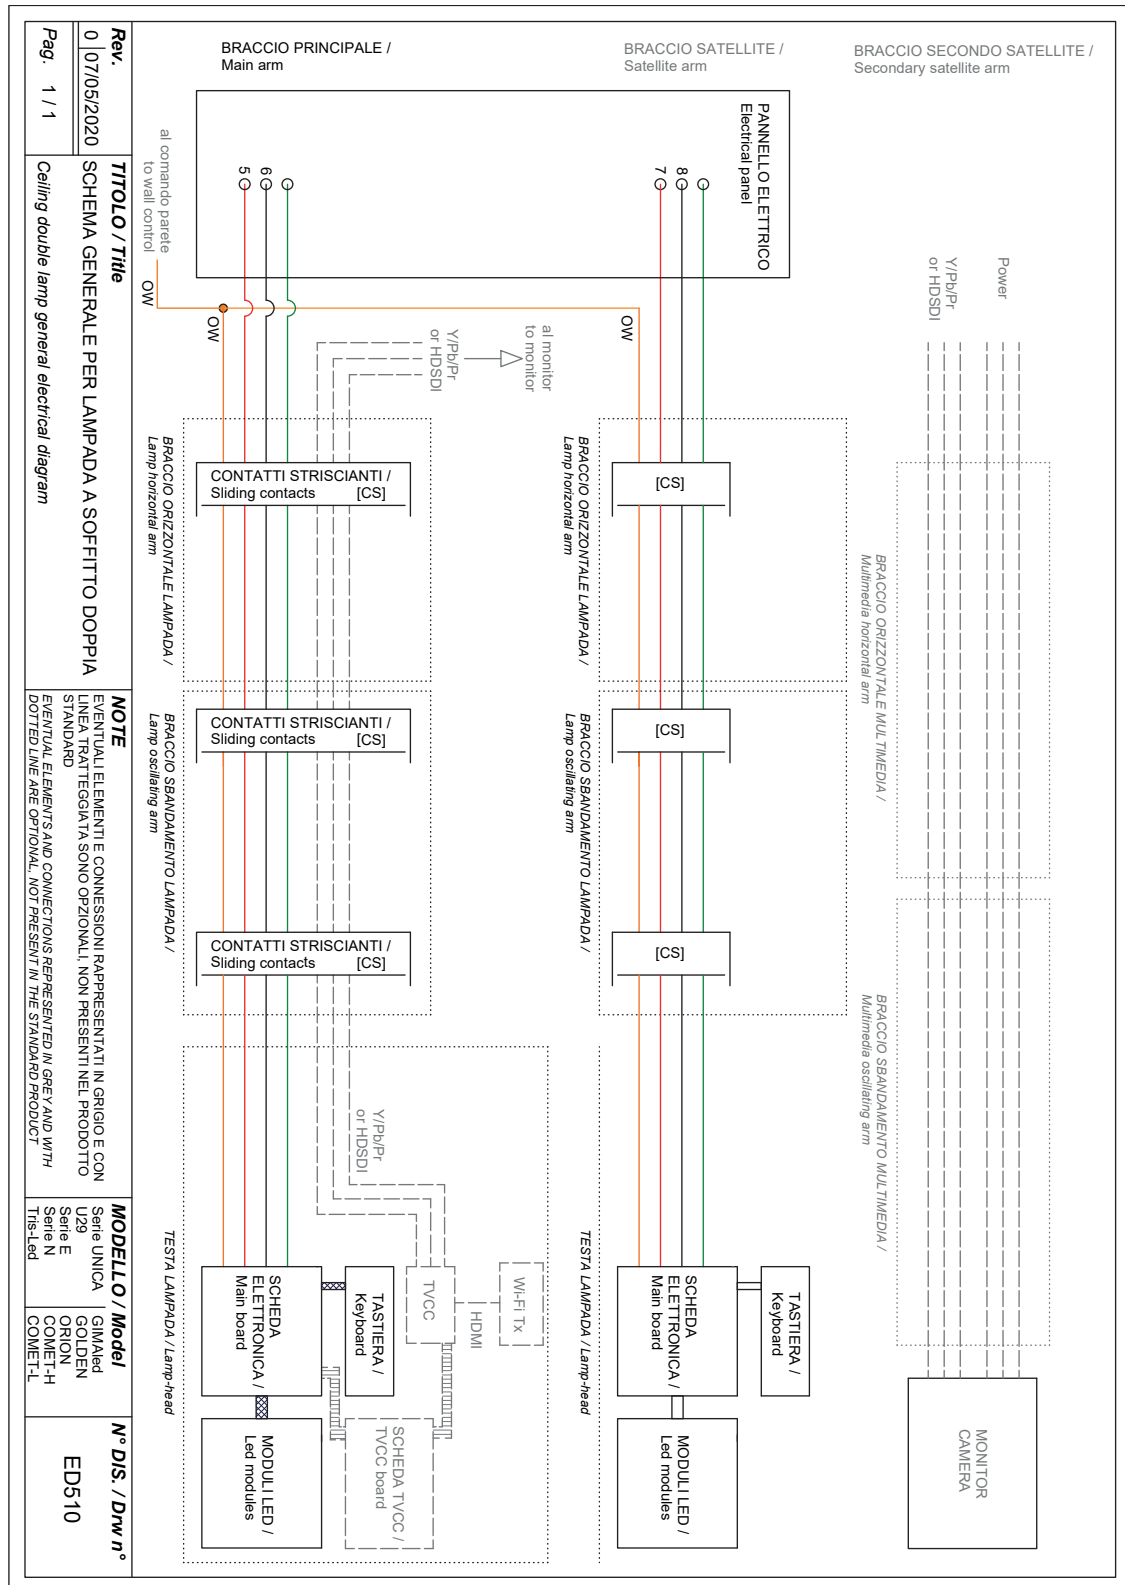 BRACCIO PRINCIPALE /
Main arm
BRACCIO SATELLITE /
Satellite arm
BRACCIO SECONDO SATELLITE /
Secondary satellite arm
PANNELLO ELETTRICO
Electrical panel
5
6
7
8
al comando parete
to wall control
OW
OW
OW
Y/Pb/Pr
or HDSDI
al monitor
to monitor
Power
Y/Pb/Pr
or HDSDI
BRACCIO ORIZZONTALE LAMPADA /
Lamp horizontal arm
CONTATTI STRISCIANTI /
Sliding contacts [CS]
BRACCIO ORIZZONTALE LAMPADA /
Lamp horizontal arm
[CS]
BRACCIO ORIZZONTALE MULTIMEDIA /
Multimedia horizontal arm
BRACCIO SBANDAMENTO LAMPADA /
Lamp oscillating arm
CONTATTI STRISCIANTI /
Sliding contacts [CS]
CONTATTI STRISCIANTI /
Sliding contacts [CS]
BRACCIO SBANDAMENTO LAMPADA /
Lamp oscillating arm
[CS]
[CS]
BRACCIO SBANDAMENTO MULTIMEDIA /
Multimedia oscillating arm
Y/Pb/Pr
or HDSDI
TESTA LAMPADA / Lamp-head
SCHEDA
ELETTRONICA /
Main board
TASTIERA /
Keyboard
TVCC
HDMI
Wi-Fi Tx
MODULI LED /
Led modules
SCHEDA TVCC /
TVCC board
TESTA LAMPADA / Lamp-head
SCHEDA
ELETTRONICA /
Main board
TASTIERA /
Keyboard
MODULI LED /
Led modules
MONITOR
CAMERA
Rev.
0 07/05/2020
Pag. 1 / 1
TITOLO / Title
SCHEMA GENERALE PER LAMPADA A SOFFITTO DOPPIA
Ceiling double lamp general electrical diagram
NOTE
EVENTUALI ELEMENTI E CONNESSIONI RAPPRESENTATI IN GRIGIO E CON
LINEA TRATTEGGIATA SONO OPZIONALI, NON PRESENTI NEL PRODOTTO
STANDARD
EVENTUAL ELEMENTS AND CONNECTIONS REPRESENTED IN GREY AND WITH
DOTTED LINE ARE OPTIONAL, NOT PRESENT IN THE STANDARD PRODUCT
MODELLO / Model
Serie UNICA
U29
Serie E
Serie N
Tris-Led
GIMAled
GOLDEN
ORION
COMET-H
COMET-L
N° DIS. / Drw n°
ED510